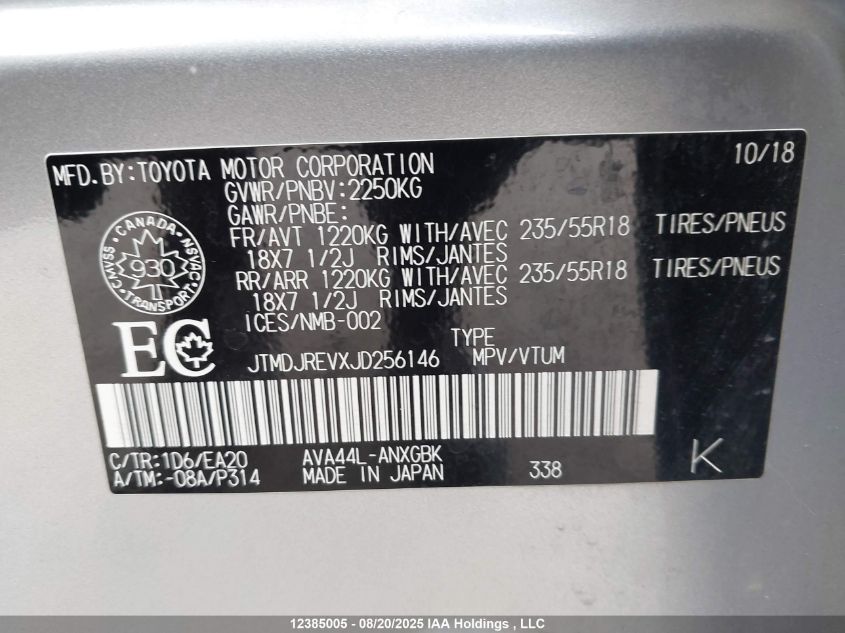 MFD.BY:TOYOTA MOTOR CORPORATION 10/18
GVWR/PNBV:2250KG
GAWR/PNBE:
FR/AVT 1220KG WITH/AVEC 235/55R18 TIRES/PNEUS
18X7 1/2J RIMS/JANTES
RR/ARR 1220KG WITH/AVEC 235/55R18 TIRES/PNEUS
18X7 1/2J RIMS/JANTES
CANADA
CMVSS 930 NSVAC
TRANSPORT
ICES/NMB-002
EC
TYPE
JTMDJREVXJD256146 MPV/VTUM
C/TR:1D6/EA20 AVA44L-ANXGBK
A/TM:-08A/P314 MADE IN JAPAN 338 K
12385005 - 08/20/2025 IAA Holdings , LLC